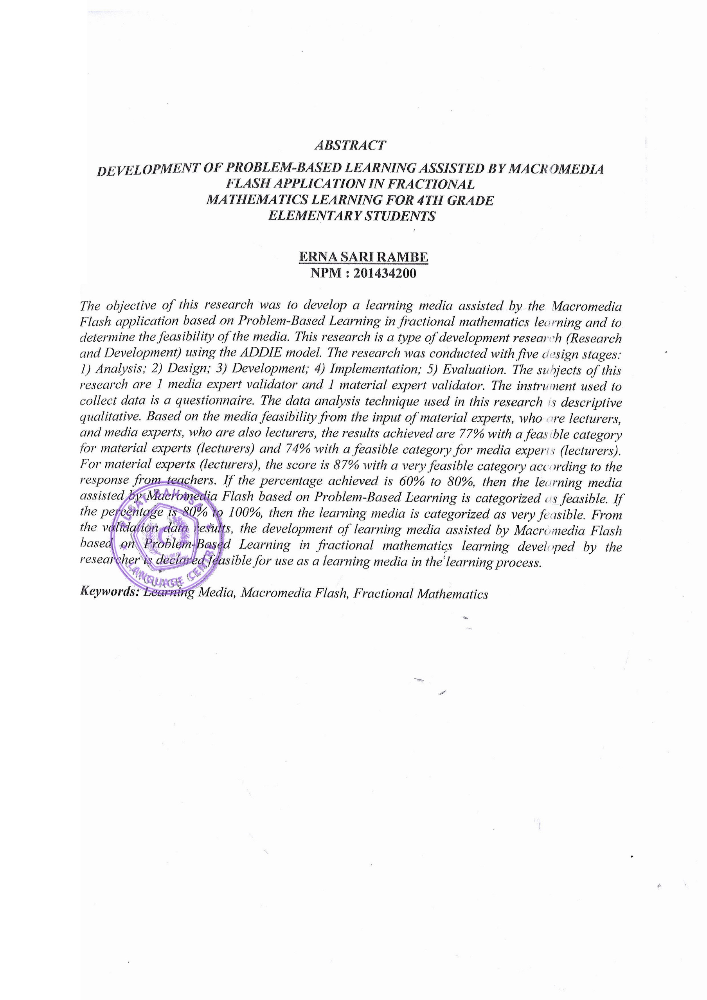 ABSTRACT
DEVELOPMENT OF PROBLEM-BASED LEARNING ASSISTED BY MACROMEDIA
FLASH APPLICATION IN FRACTIONAL
MATHEMATICS LEARNING FOR 4TH GRADE
ELEMENTARY STUDENTS
ERNA SARI RAMBE
NPM : 201434200
The objective of this research was to develop a learning media assisted by the Macromedia
Flash application based on Problem-Based Learning in fractional mathematics learning and to
determine the feasibility of the media. This research is a type of development research (Research
and Development) using the ADDIE model. The research was conducted with five design stages:
1) Analysis; 2) Design; 3) Development; 4) Implementation; 5) Evaluation. The subjects of this
research are 1 media expert validator and 1 material expert validator. The instrument used to
collect data is a questionnaire. The data analysis technique used in this research is descriptive
qualitative. Based on the media feasibility from the input of material experts, who are lecturers,
and media experts, who are also lecturers, the results achieved are 77% with a feasible category
for material experts (lecturers) and 74% with a feasible category for media experts (lecturers).
For material experts (lecturers), the score is 87% with a very feasible category according to the
response from teachers. If the percentage achieved is 60% to 80%, then the learning media
assisted by Macromedia Flash based on Problem-Based Learning is categorized as feasible. If
the percentage is 80% to 100%, then the learning media is categorized as very feasible. From
the validation data results, the development of learning media assisted by Macromedia Flash
based on Problem-Based Learning in fractional mathematics learning developed by the
researcher is declared feasible for use as a learning media in the learning process.
PUSAT BAHASA
LANGUAGE CENTRE
Keywords: Learning Media, Macromedia Flash, Fractional Mathematics